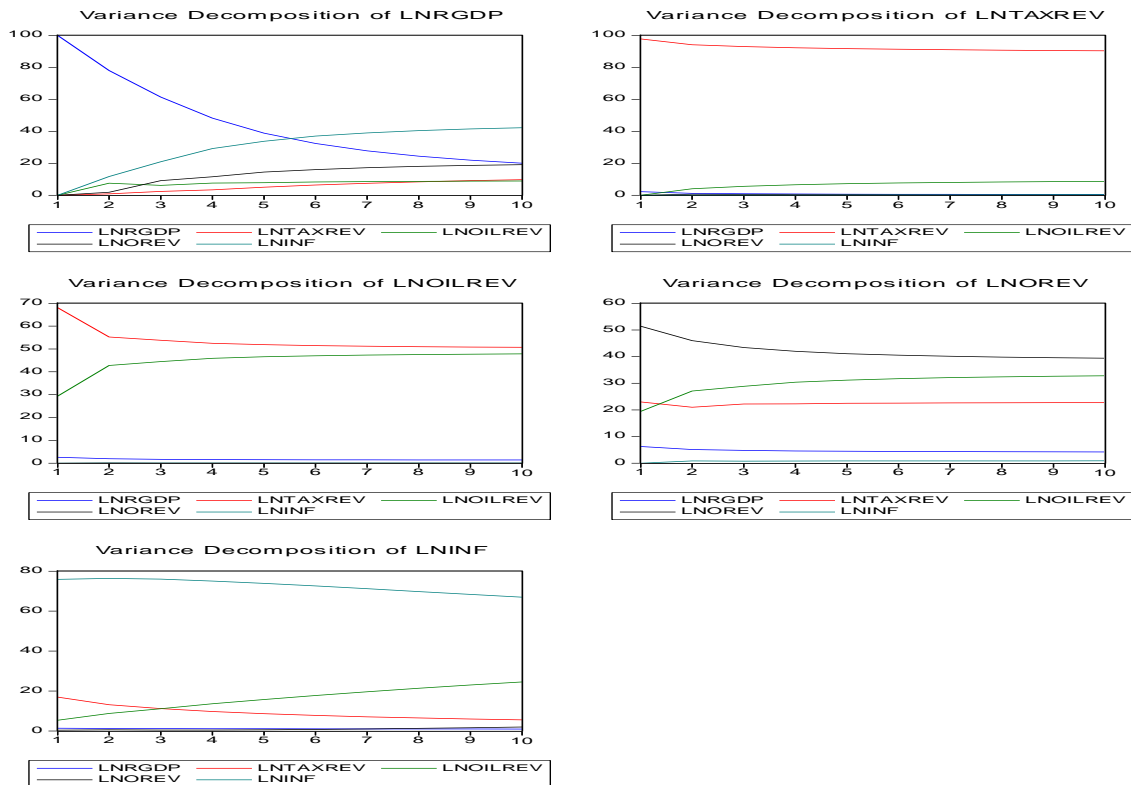 Variance Decomposition of LNRGDP
100
80
60
40
20
0
1 2 3 4 5 6 7 8 9 10
LNRGDP LNTAXREV LNOILREV
LNOREV LNINF
Variance Decomposition of LNTAXREV
100
80
60
40
20
0
1 2 3 4 5 6 7 8 9 10
LNRGDP LNTAXREV LNOILREV
LNOREV LNINF
Variance Decomposition of LNOILREV
70
60
50
40
30
20
10
0
1 2 3 4 5 6 7 8 9 10
LNRGDP LNTAXREV LNOILREV
LNOREV LNINF
Variance Decomposition of LNOREV
60
50
40
30
20
10
0
1 2 3 4 5 6 7 8 9 10
LNRGDP LNTAXREV LNOILREV
LNOREV LNINF
Variance Decomposition of LNINF
80
60
40
20
0
1 2 3 4 5 6 7 8 9 10
LNRGDP LNTAXREV LNOILREV
LNOREV LNINF